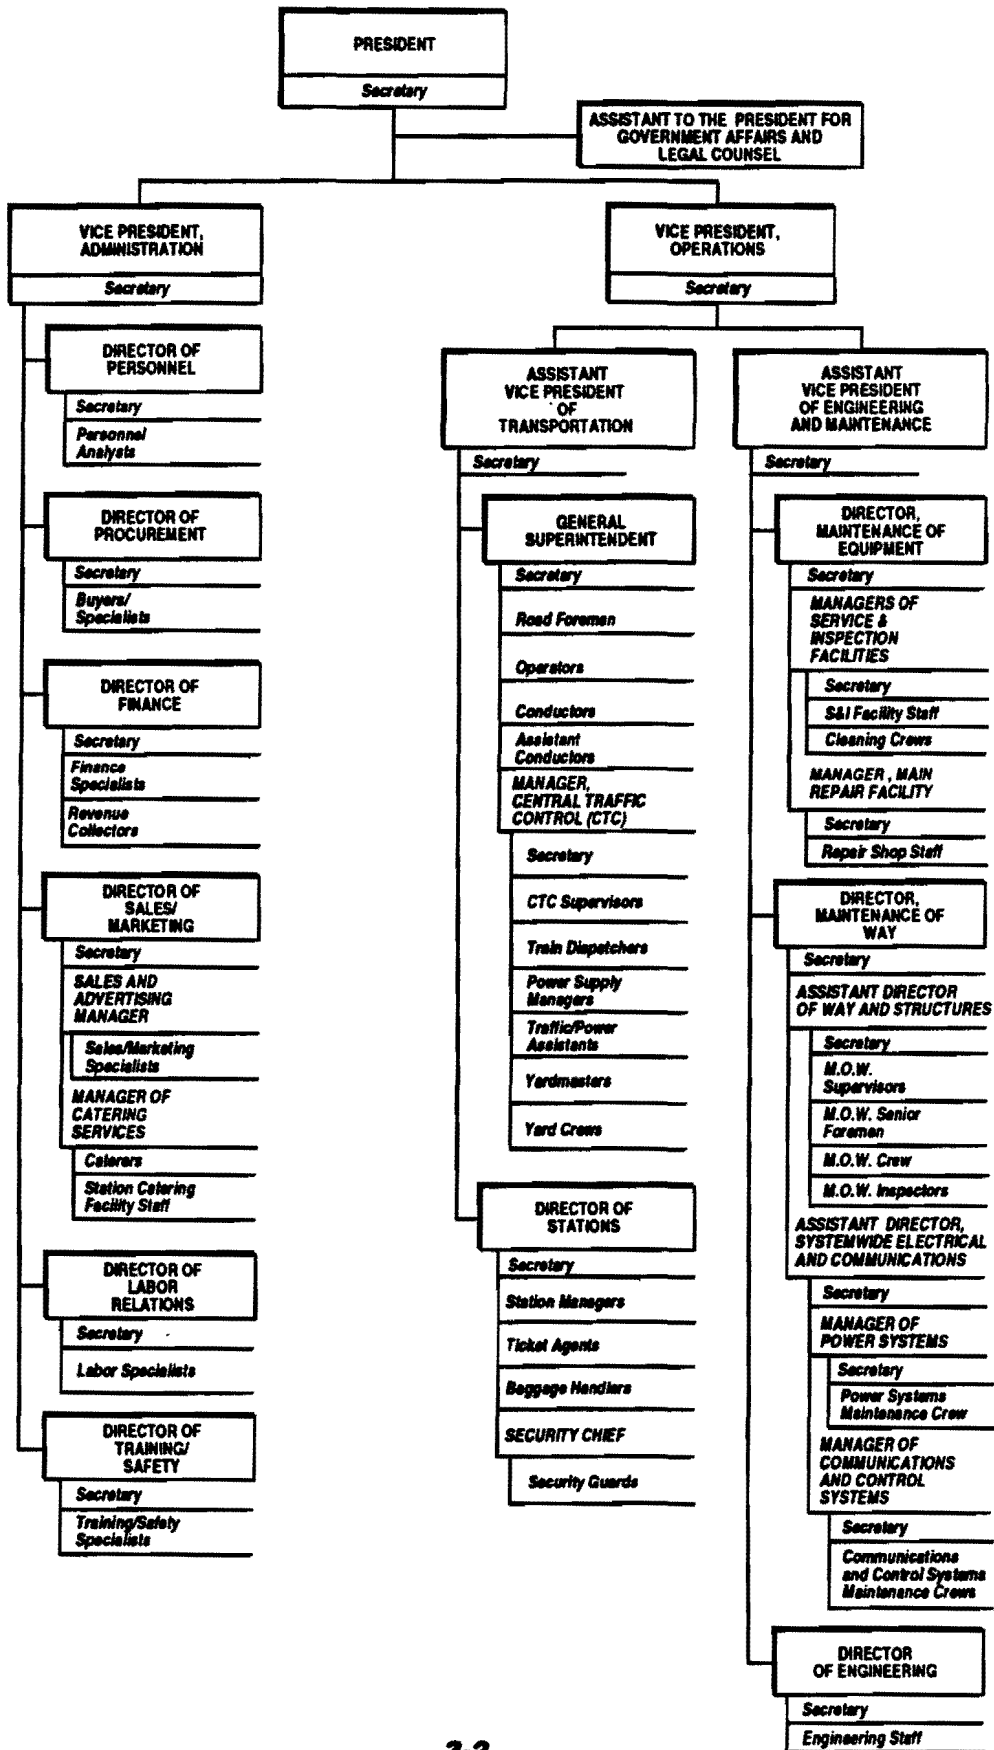 PRESIDENT
Secretary
ASSISTANT TO THE PRESIDENT FOR
GOVERNMENT AFFAIRS AND
LEGAL COUNSEL
VICE PRESIDENT,
ADMINISTRATION
Secretary
DIRECTOR OF
PERSONNEL
Secretary
Personnel
Analysts
DIRECTOR OF
PROCUREMENT
Secretary
Buyers/
Specialists
DIRECTOR OF
FINANCE
Secretary
Finance
Specialists
Revenue
Collectors
DIRECTOR OF
SALES/
MARKETING
Secretary
SALES AND
ADVERTISING
MANAGER
Sales/Marketing
Specialists
MANAGER OF
CATERING
SERVICES
Caterers
Station Catering
Facility Staff
DIRECTOR OF
LABOR
RELATIONS
Secretary
Labor Specialists
DIRECTOR OF
TRAINING/
SAFETY
Secretary
Training/Safety
Specialists
VICE PRESIDENT,
OPERATIONS
Secretary
ASSISTANT
VICE PRESIDENT
OF
TRANSPORTATION
Secretary
GENERAL
SUPERINTENDENT
Secretary
Road Foreman
Operators
Conductors
Assistant
Conductors
MANAGER,
CENTRAL TRAFFIC
CONTROL (CTC)
Secretary
CTC Supervisors
Train Dispatchers
Power Supply
Managers
Traffic/Power
Assistants
Yardmasters
Yard Crews
DIRECTOR OF
STATIONS
Secretary
Station Managers
Ticket Agents
Baggage Handlers
SECURITY CHIEF
Security Guards
ASSISTANT
VICE PRESIDENT
OF ENGINEERING
AND MAINTENANCE
Secretary
DIRECTOR,
MAINTENANCE OF
EQUIPMENT
Secretary
MANAGERS OF
SERVICE &
INSPECTION
FACILITIES
Secretary
S&I Facility Staff
Cleaning Crews
MANAGER, MAIN
REPAIR FACILITY
Secretary
Repair Shop Staff
DIRECTOR,
MAINTENANCE OF
WAY
Secretary
ASSISTANT DIRECTOR
OF WAY AND STRUCTURES
Secretary
M.O.W.
Supervisors
M.O.W. Senior
Foreman
M.O.W. Crew
M.O.W. Inspectors
ASSISTANT DIRECTOR,
SYSTEMWIDE ELECTRICAL
AND COMMUNICATIONS
Secretary
MANAGER OF
POWER SYSTEMS
Secretary
Power Systems
Maintenance Crew
MANAGER OF
COMMUNICATIONS
AND CONTROL
SYSTEMS
Secretary
Communications
and Control Systems
Maintenance Crews
DIRECTOR
OF ENGINEERING
Secretary
Engineering Staff